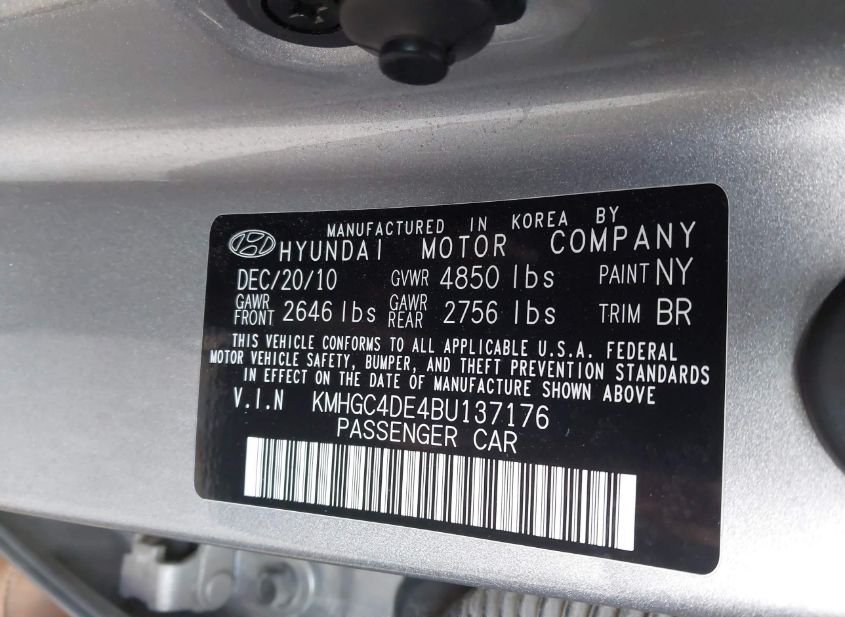 MANUFACTURED IN KOREA BY
HYUNDAI MOTOR COMPANY
DEC/20/10 GVWR 4850 lbs PAINT NY
GAWR FRONT 2646 lbs GAWR REAR 2756 lbs TRIM BR
THIS VEHICLE CONFORMS TO ALL APPLICABLE U.S.A. FEDERAL
MOTOR VEHICLE SAFETY, BUMPER, AND THEFT PREVENTION STANDARDS
IN EFFECT ON THE DATE OF MANUFACTURE SHOWN ABOVE
V.I.N KMHGC4DE4BU137176
PASSENGER CAR